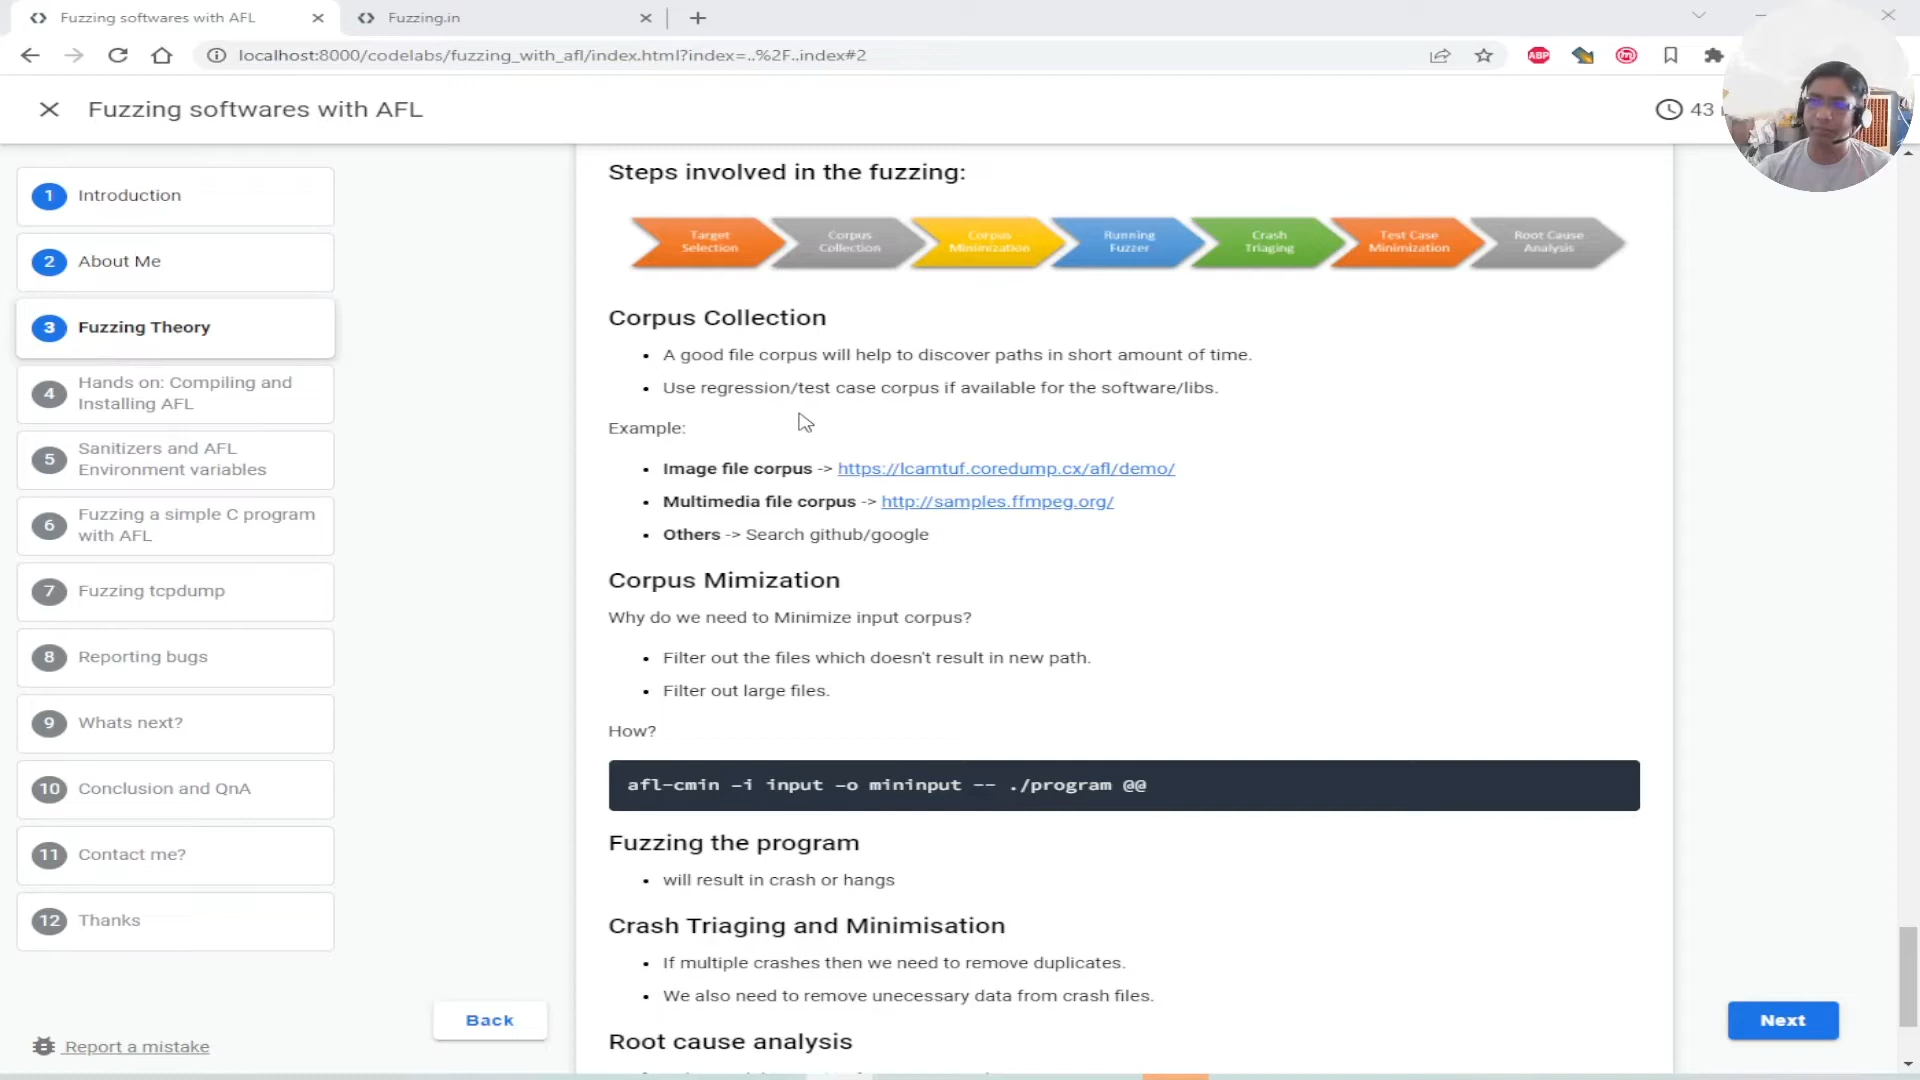 Fuzzing softwares with AFL
Fuzzing.in
localhost:8000/codelabs/fuzzing_with_afl/index.html?index=..%2F..index#2
ABP
Fuzzing softwares with AFL
43
1 Introduction
2 About Me
3 Fuzzing Theory
4 Hands on: Compiling and
Installing AFL
5 Sanitizers and AFL
Environment variables
6 Fuzzing a simple C program
with AFL
7 Fuzzing tcpdump
8 Reporting bugs
9 Whats next?
10 Conclusion and QnA
11 Contact me?
12 Thanks
Report a mistake
Steps involved in the fuzzing:
Target
Selection
Corpus
Collection
Corpus
Minimization
Running
Fuzzer
Crash
Triaging
Test Case
Minimization
Root Cause
Analysis
Corpus Collection
• A good file corpus will help to discover paths in short amount of time.
• Use regression/test case corpus if available for the software/libs.
Example:
• Image file corpus -> https://lcamtuf.coredump.cx/afl/demo/
• Multimedia file corpus -> http://samples.ffmpeg.org/
• Others -> Search github/google
Corpus Mimization
Why do we need to Minimize input corpus?
• Filter out the files which doesn't result in new path.
• Filter out large files.
How?
afl-cmin -i input -o mininput -- ./program @@
Fuzzing the program
• will result in crash or hangs
Crash Triaging and Minimisation
• If multiple crashes then we need to remove duplicates.
• We also need to remove unecessary data from crash files.
Root cause analysis
Back
Next